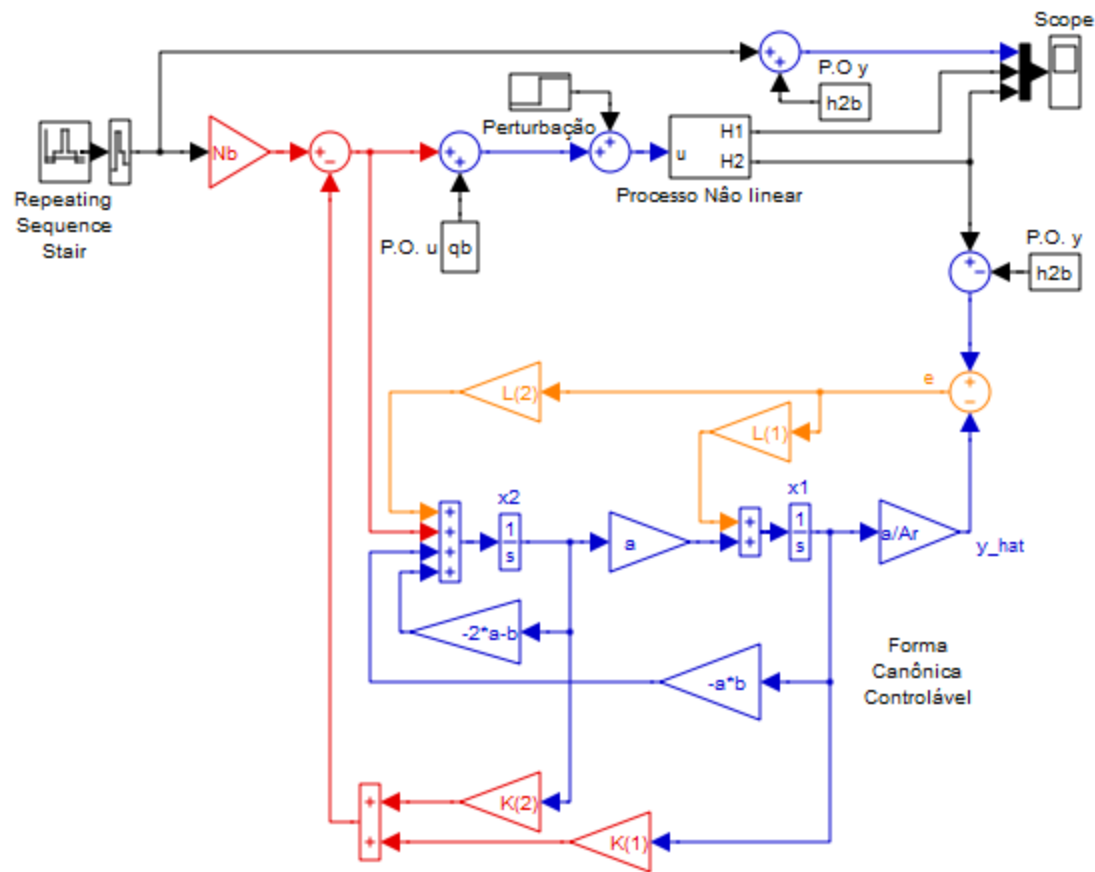 Scope
P.O y
h2b
Perturbação
Nb
H1
u
H2
Repeating
Sequence
Stair
Processo Nâo linear
P.O. u
qb
P.O. y
h2b
e
L(2)
L(1)
x2
x1
1
s
a
1
s
a/Ar
y_hat
-2*a-b
Forma
Canônica
Controlável
-a*b
K(2)
K(1)